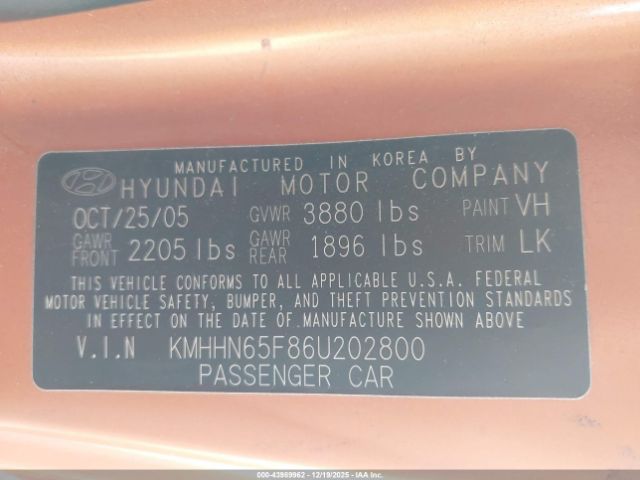 MANUFACTURED IN KOREA BY
HYUNDAI MOTOR COMPANY
OCT/25/05 GVWR 3880 lbs PAINT VH
GAWR FRONT 2205 lbs GAWR REAR 1896 lbs TRIM LK
THIS VEHICLE CONFORMS TO ALL APPLICABLE U.S.A. FEDERAL
MOTOR VEHICLE SAFETY, BUMPER, AND THEFT PREVENTION STANDARDS
IN EFFECT ON THE DATE OF MANUFACTURE SHOWN ABOVE
V.I.N KMHHN65F86U202800
PASSENGER CAR
000-43969962 - 12/19/2025 - IAA Inc.